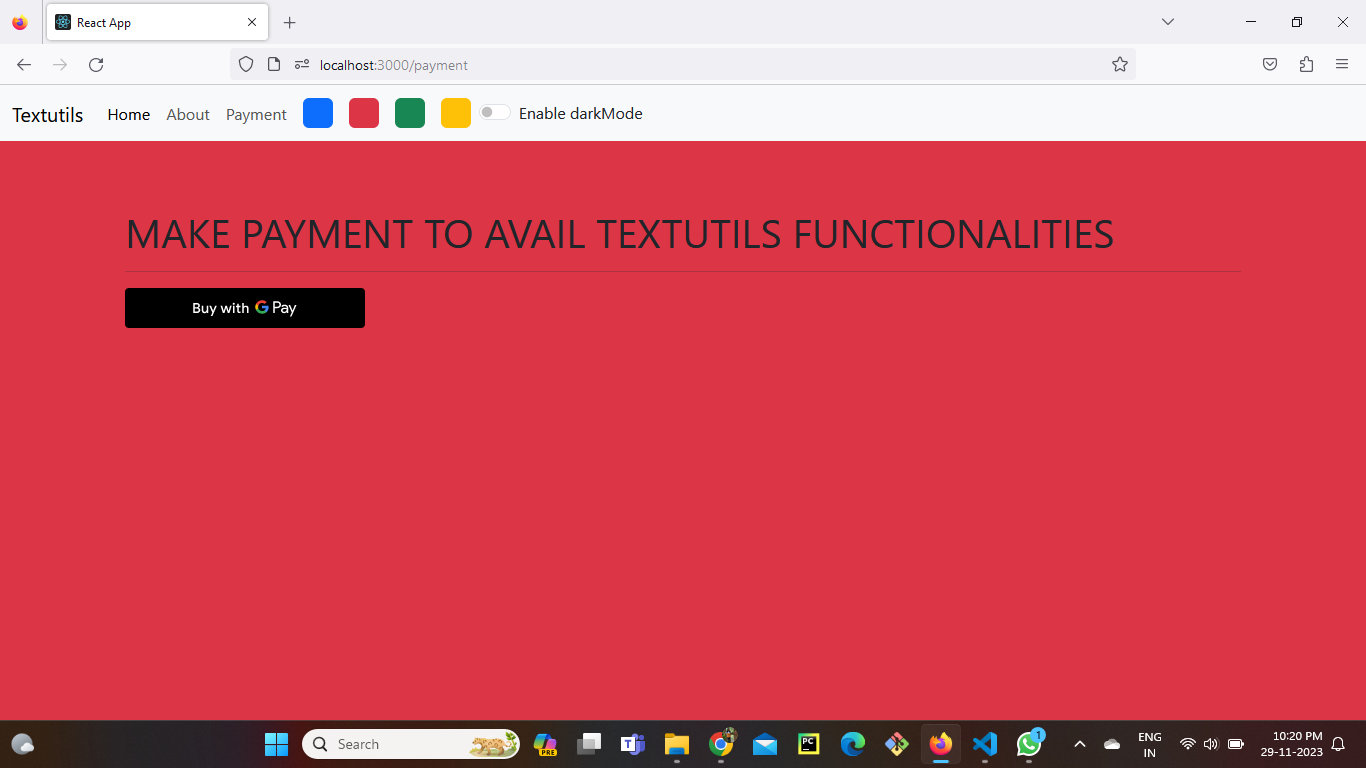 React App
localhost:3000/payment
Textutils Home About Payment Enable darkMode
MAKE PAYMENT TO AVAIL TEXTUTILS FUNCTIONALITIES
Buy with G Pay
Search
PRE
T
PC
1
ENG
IN
10:20 PM
29-11-2023